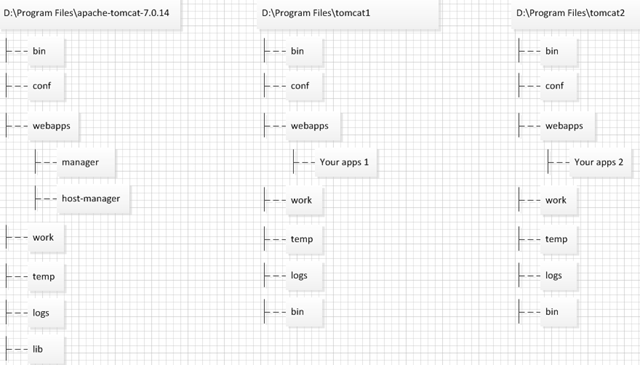 D:\Program Files\apache-tomcat-7.0.14
bin
conf
webapps
manager
host-manager
work
temp
logs
lib
D:\Program Files\tomcat1
bin
conf
webapps
Your apps 1
work
temp
logs
bin
D:\Program Files\tomcat2
bin
conf
webapps
Your apps 2
work
temp
logs
bin